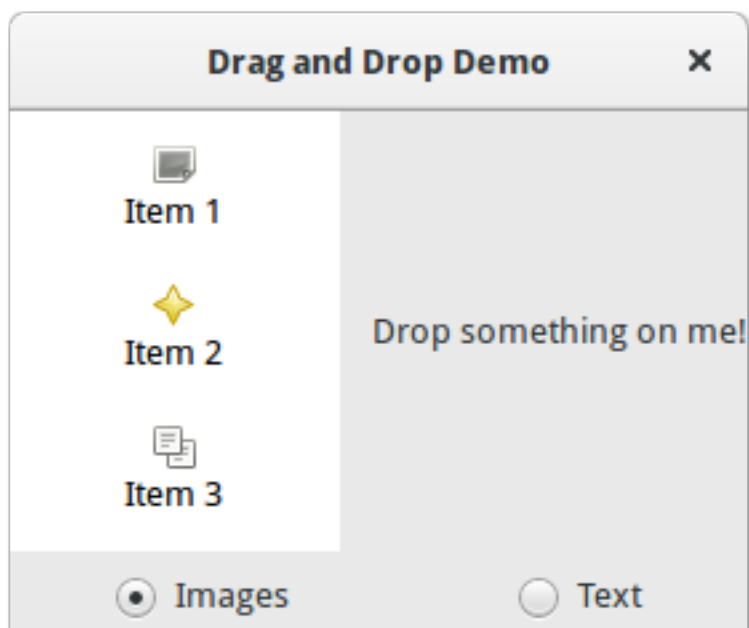 Drag and Drop Demo
Item 1
Item 2
Drop something on me!
Item 3
Images
Text